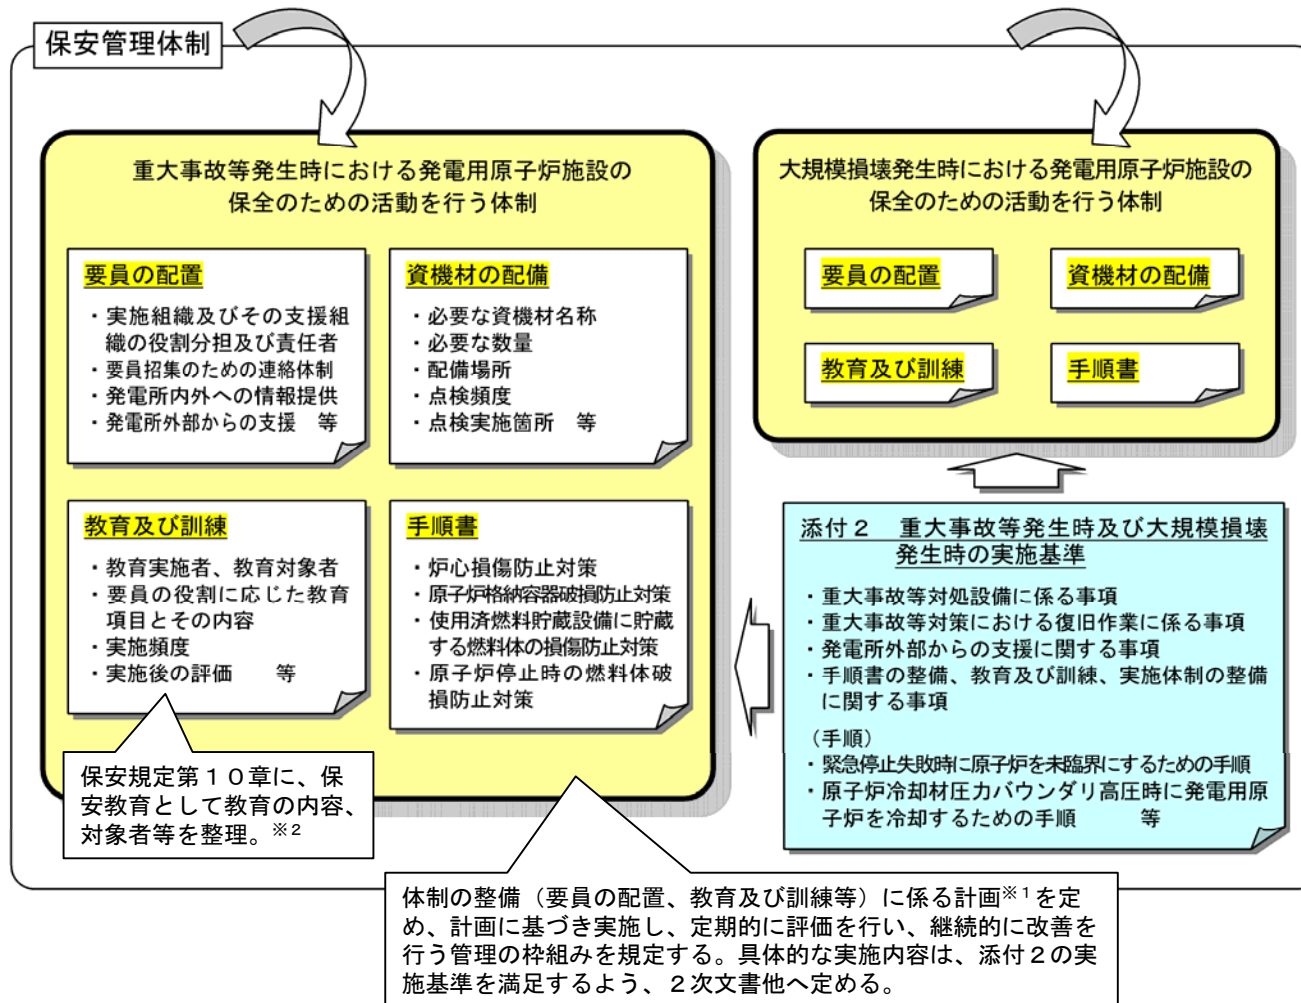 保安管理体制
重大事故等発生時における発電用原子炉施設の
保全のための活動を行う体制
要員の配置
・実施組織及びその支援組
織の役割分担及び責任者
・要員招集のための連絡体制
・発電所内外への情報提供
・発電所外部からの支援　等
資機材の配備
・必要な資機材名称
・必要な数量
・配備場所
・点検頻度
・点検実施箇所　等
教育及び訓練
・教育実施者、教育対象者
・要員の役割に応じた教育
項目とその内容
・実施頻度
・実施後の評価　　等
手順書
・炉心損傷防止対策
・原子炉格納容器破損防止対策
・使用済燃料貯蔵設備に貯蔵
する燃料体の損傷防止対策
・原子炉停止時の燃料体破
損防止対策
保安規定第１０章に、保
安教育として教育の内容、
対象者等を整理。※２
大規模損壊発生時における発電用原子炉施設の
保全のための活動を行う体制
要員の配置
資機材の配備
教育及び訓練
手順書
添付２　重大事故等発生時及び大規模損壊
発生時の実施基準
・重大事故等対処設備に係る事項
・重大事故等対策における復旧作業に係る事項
・発電所外部からの支援に関する事項
・手順書の整備、教育及び訓練、実施体制の整備
に関する事項
（手順）
・緊急停止失敗時に原子炉を未臨界にするための手順
・原子炉冷却材圧力バウンダリ高圧時に発電用原
子炉を冷却するための手順　　　等
体制の整備（要員の配置、教育及び訓練等）に係る計画※１を定
め、計画に基づき実施し、定期的に評価を行い、継続的に改善を
行う管理の枠組みを規定する。具体的な実施内容は、添付２の実
施基準を満足するよう、２次文書他へ定める。